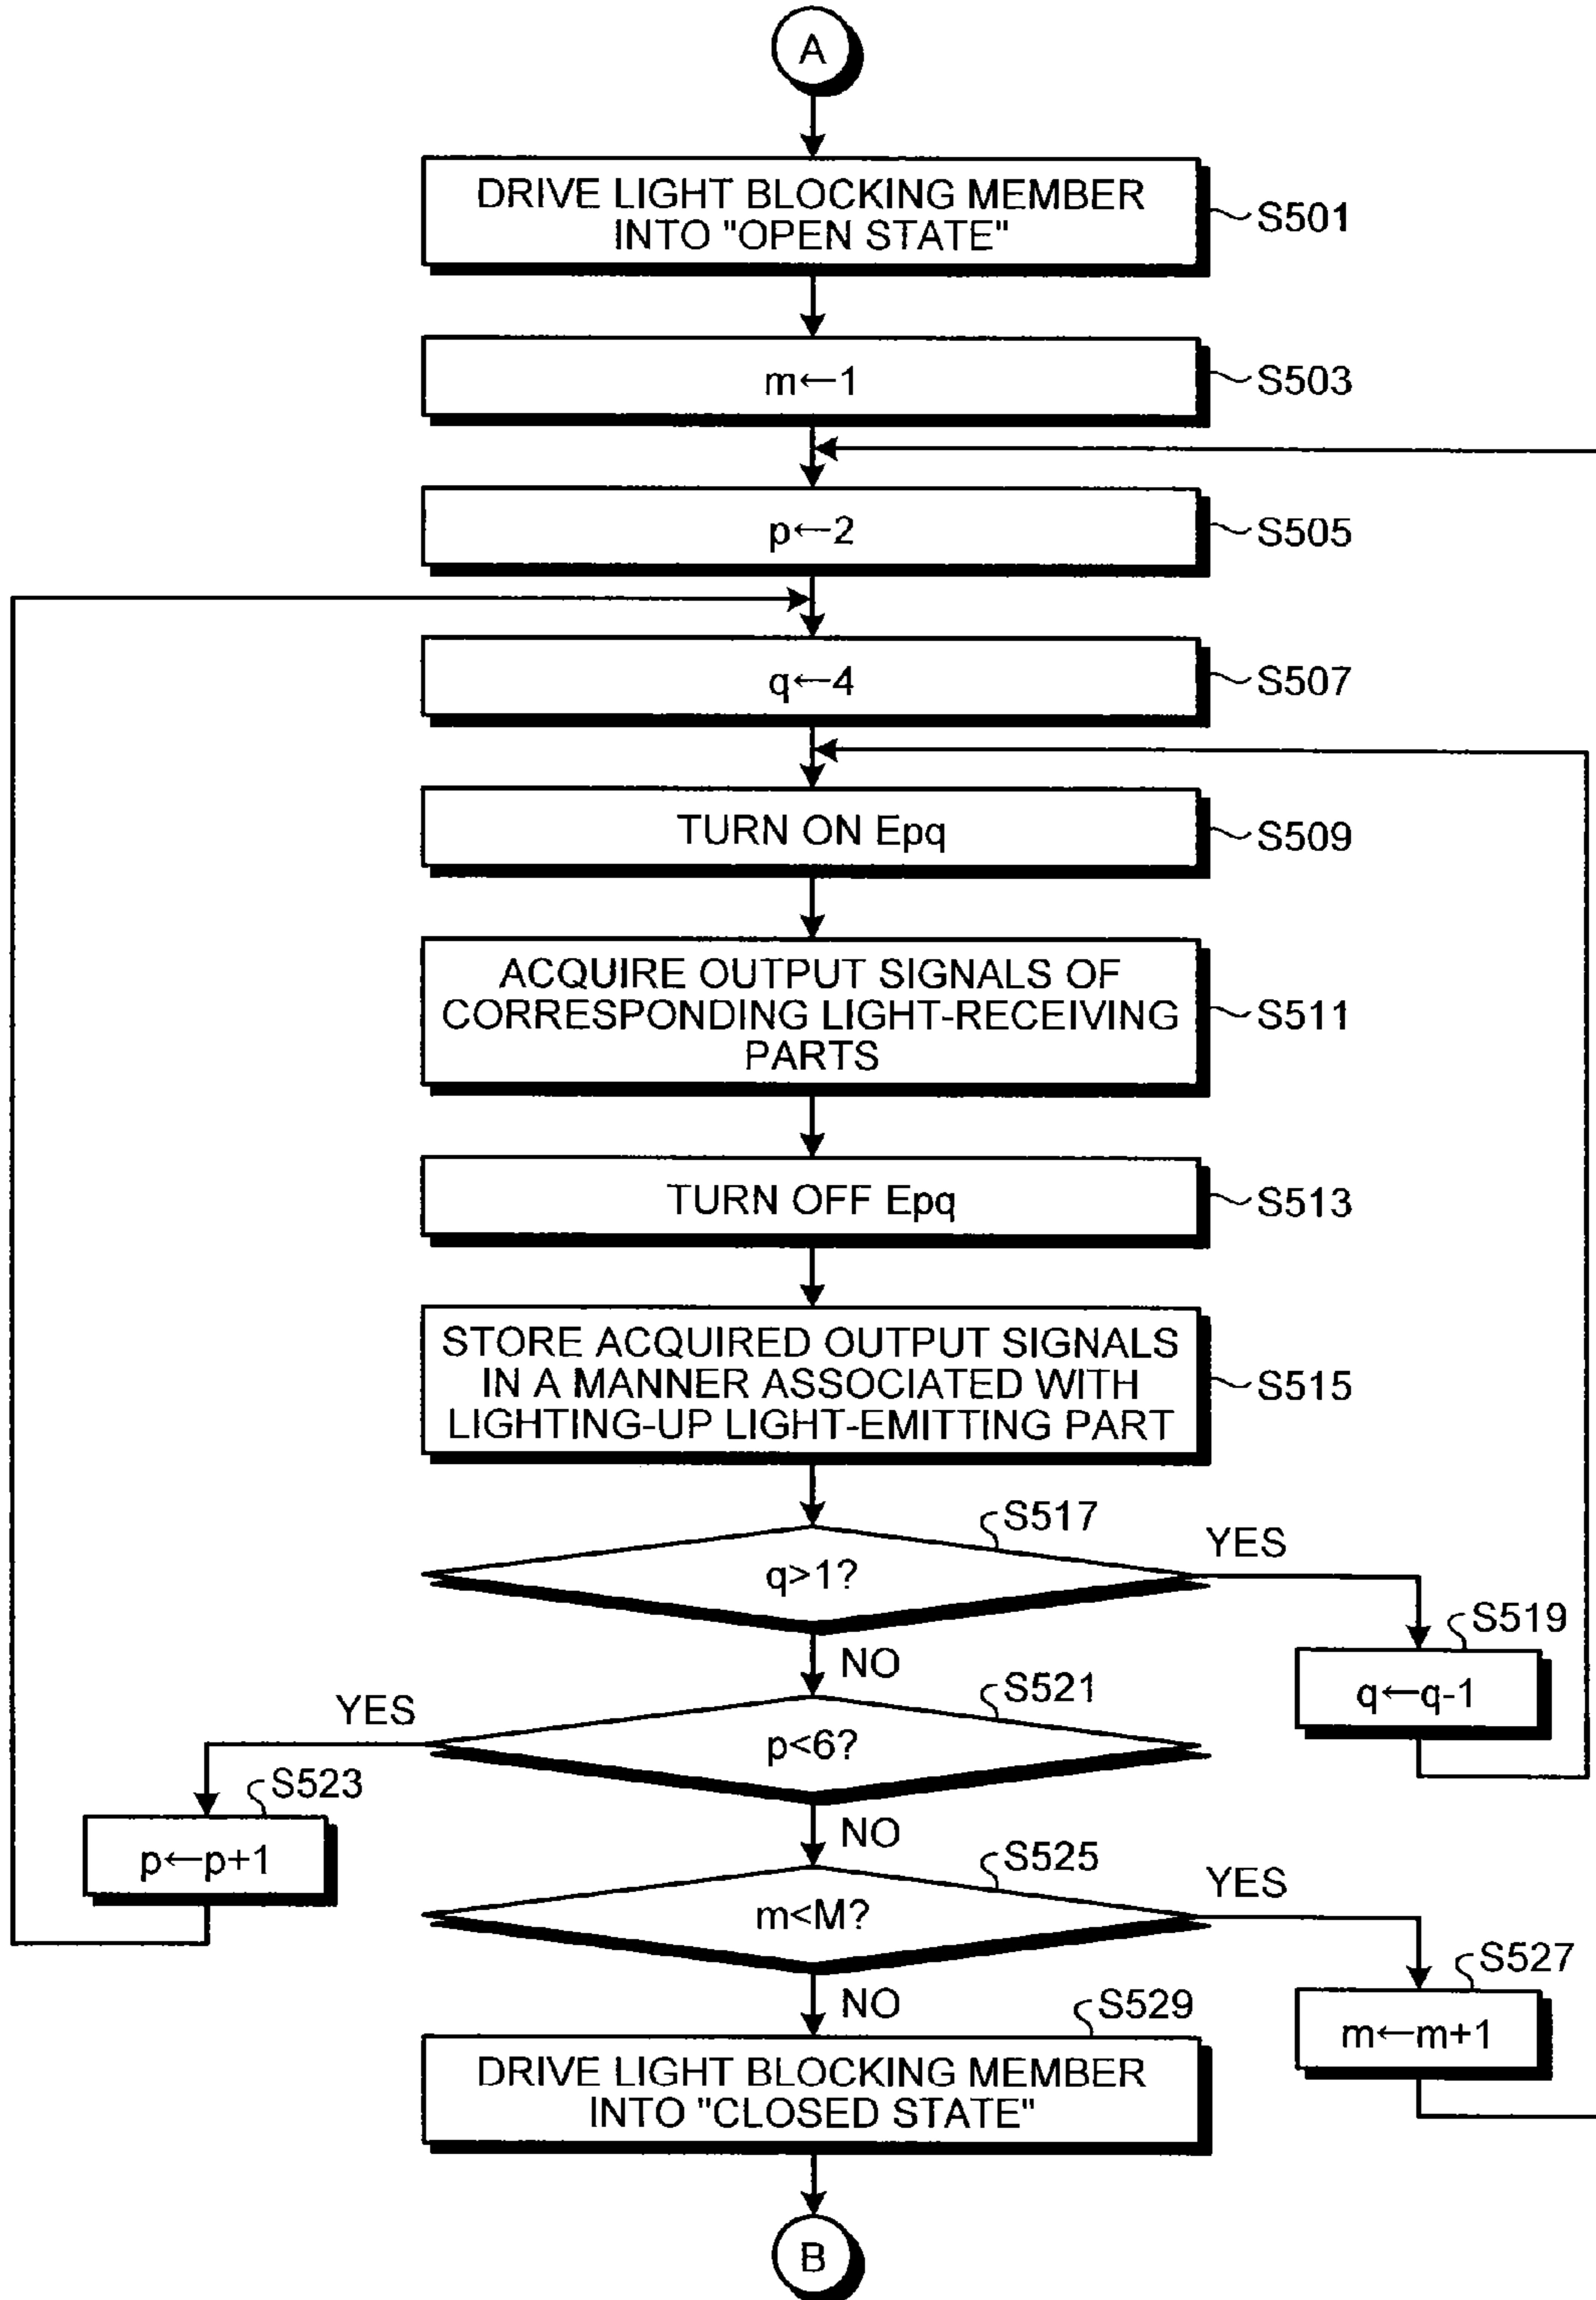 A
DRIVE LIGHT BLOCKING MEMBER
INTO "OPEN STATE"
S501
m←1
S503
p←2
S505
q←4
S507
TURN ON Epq
S509
ACQUIRE OUTPUT SIGNALS OF
CORRESPONDING LIGHT-RECEIVING
PARTS
S511
TURN OFF Epq
S513
STORE ACQUIRED OUTPUT SIGNALS
IN A MANNER ASSOCIATED WITH
LIGHTING-UP LIGHT-EMITTING PART
S515
S517
q>1?
YES
NO
S519
q←q-1
S521
p<6?
YES
NO
S523
p←p+1
S525
m<M?
YES
NO
S527
m←m+1
S529
DRIVE LIGHT BLOCKING MEMBER
INTO "CLOSED STATE"
B